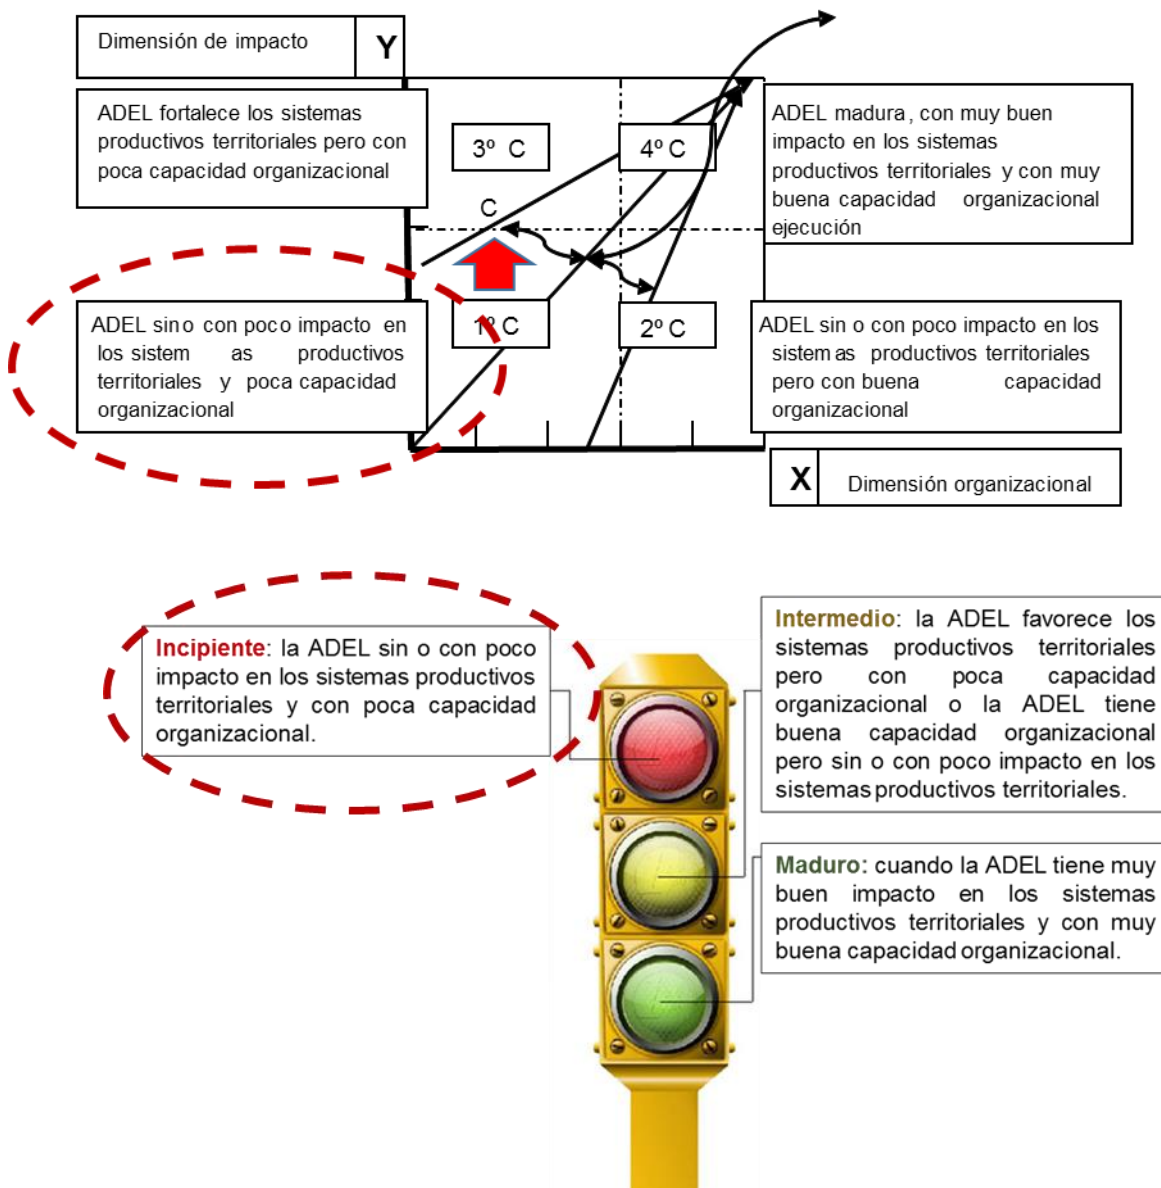 Dimensión de impacto
Y
ADEL fortalece los sistemas
productivos territoriales pero con
poca capacidad organizacional
3º C
4º C
ADEL madura, con muy buen
impacto en los sistemas
productivos territoriales y con muy
buena capacidad organizacional
ejecución
C
ADEL sin o con poco impacto en
los sistem as productivos
territoriales y poca capacidad
organizacional
1º C
2º C
ADEL sin o con poco impacto en los
sistemas productivos territoriales
pero con buena capacidad
organizacional
X
Dimensión organizacional
Incipiente: la ADEL sin o con poco
impacto en los sistemas productivos
territoriales y con poca capacidad
organizacional.
Intermedio: la ADEL favorece los
sistemas productivos territoriales
pero con poca capacidad
organizacional o la ADEL tiene
buena capacidad organizacional
pero sin o con poco impacto en los
sistemas productivos territoriales.
Maduro: cuando la ADEL tiene muy
buen impacto en los sistemas
productivos territoriales y con muy
buena capacidad organizacional.